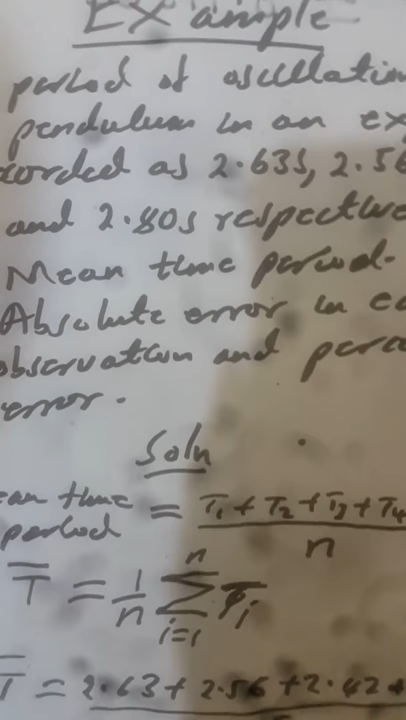 EXample
period of oscillation
pendulum in an ex
corded as 2.63s, 2.56
and 2.80s respective
Mean time period-
Absolute error in ea
observation and perc
error.
Soln
ean time period = T₁ + T₂ + T₃ + T₄ / n
T̄ = 1/n Σ i=1 n Tᵢ
T̄ = 2.63 + 2.56 + 2.42 +